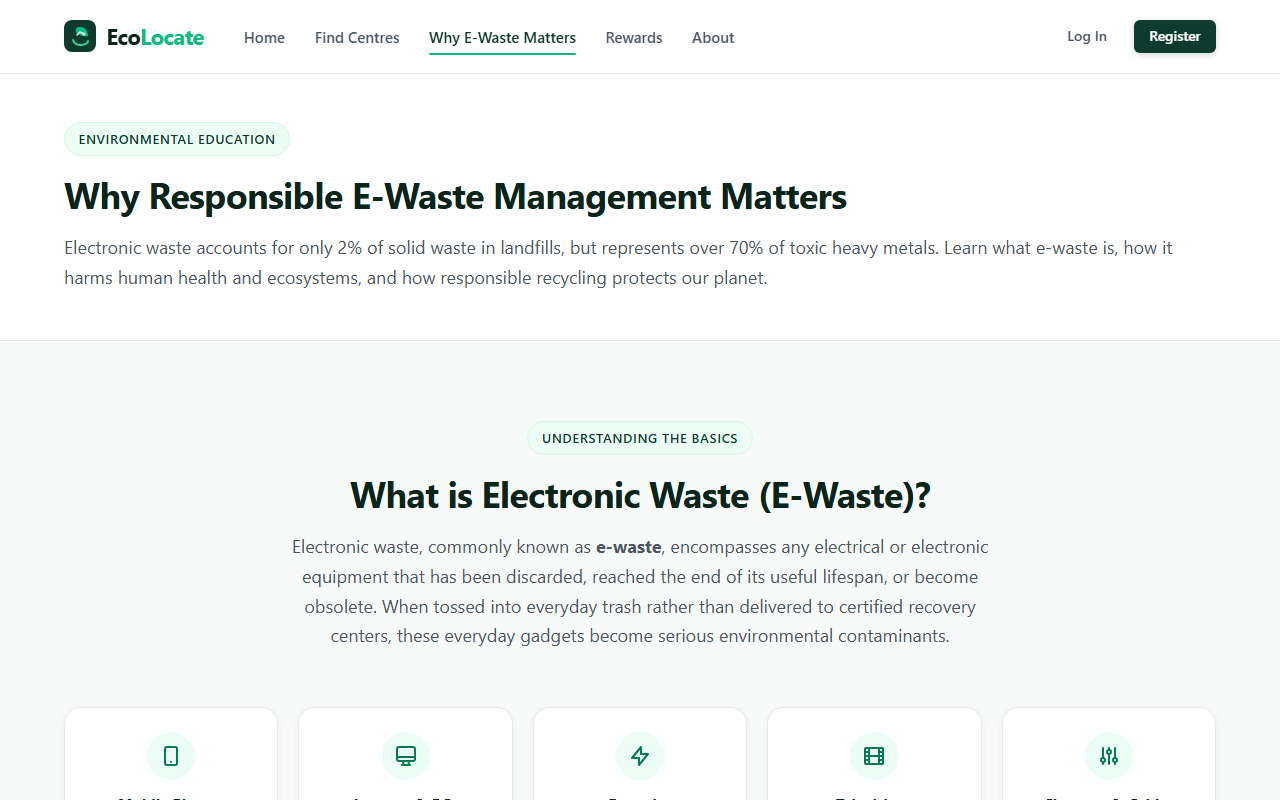 EcoLocate
Home
Find Centres
Why E-Waste Matters
Rewards
About
Log In
Register
ENVIRONMENTAL EDUCATION
Why Responsible E-Waste Management Matters
Electronic waste accounts for only 2% of solid waste in landfills, but represents over 70% of toxic heavy metals. Learn what e-waste is, how it
harms human health and ecosystems, and how responsible recycling protects our planet.
UNDERSTANDING THE BASICS
What is Electronic Waste (E-Waste)?
Electronic waste, commonly known as e-waste, encompasses any electrical or electronic
equipment that has been discarded, reached the end of its useful lifespan, or become
obsolete. When tossed into everyday trash rather than delivered to certified recovery
centers, these everyday gadgets become serious environmental contaminants.